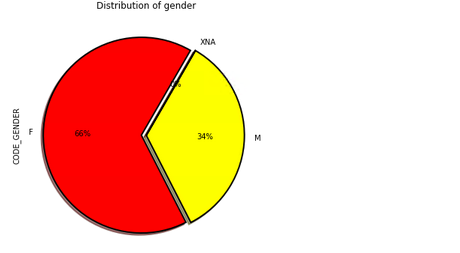 Distribution of gender
XNA
0%
CODE_GENDER
F
66%
34%
M